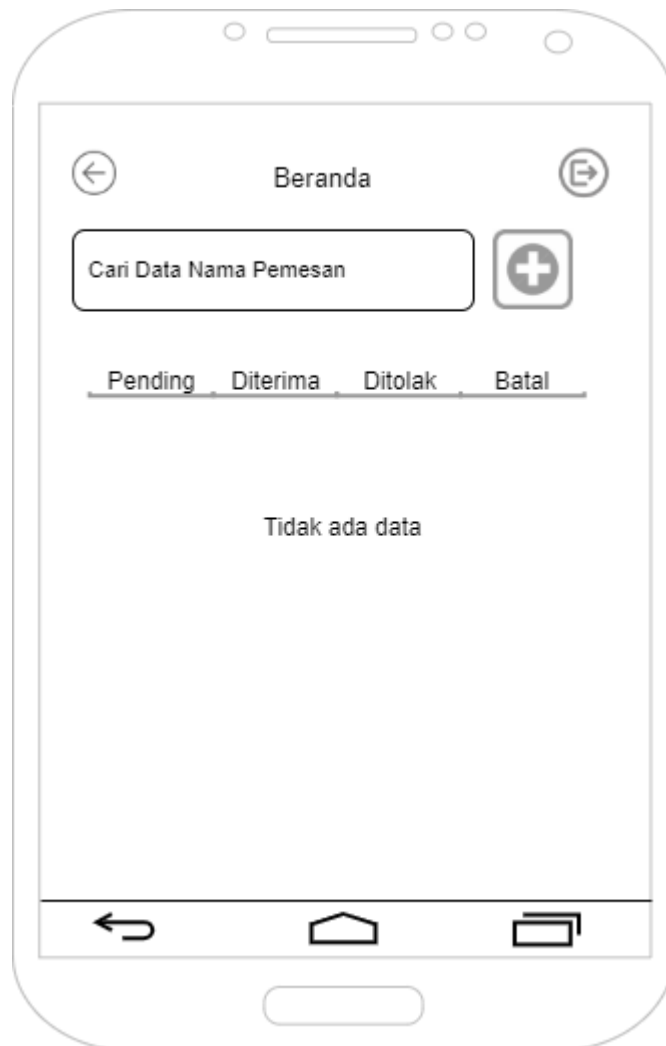 Beranda
Cari Data Nama Pemesan
Pending Diterima Ditolak Batal
Tidak ada data